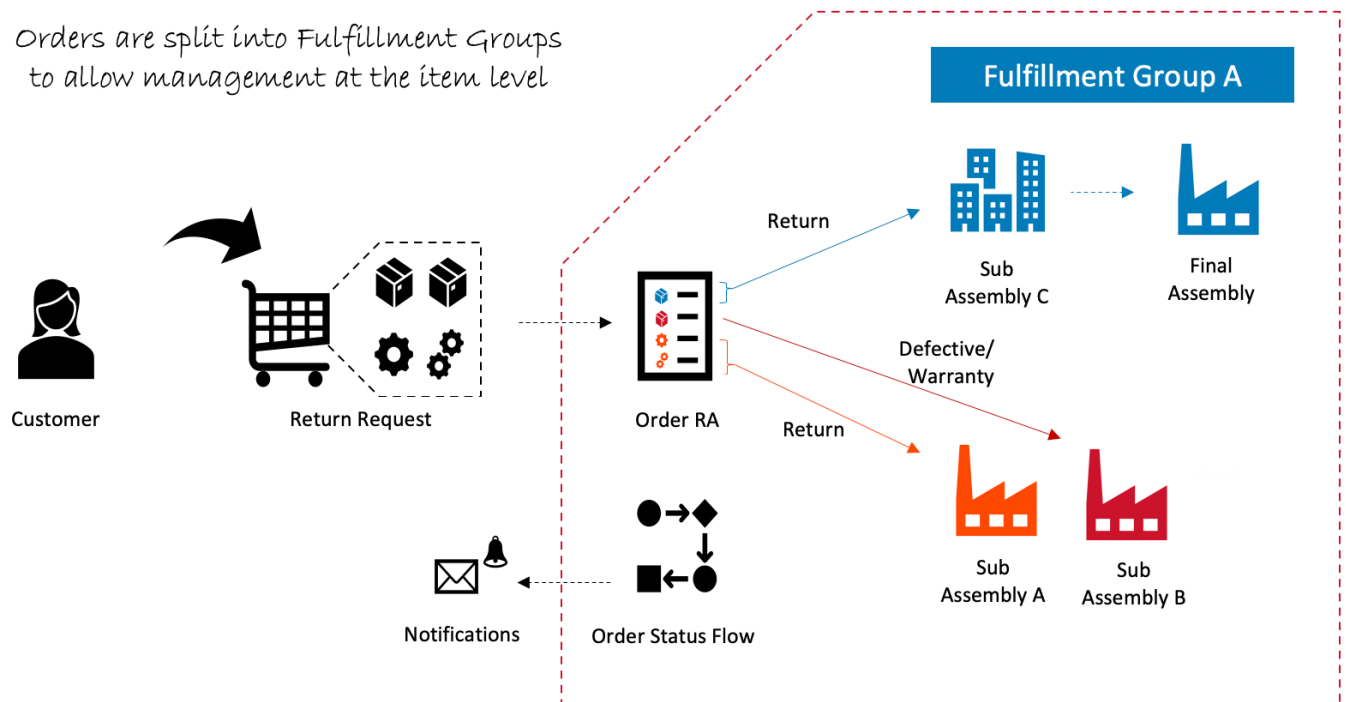 Orders are split into Fulfillment Groups
to allow management at the item level
Fulfillment Group A
Return
Sub
Assembly C
Final
Assembly
Defective/
Warranty
Customer
Return Request
Order RA
Return
Sub
Assembly A
Sub
Assembly B
Notifications
Order Status Flow